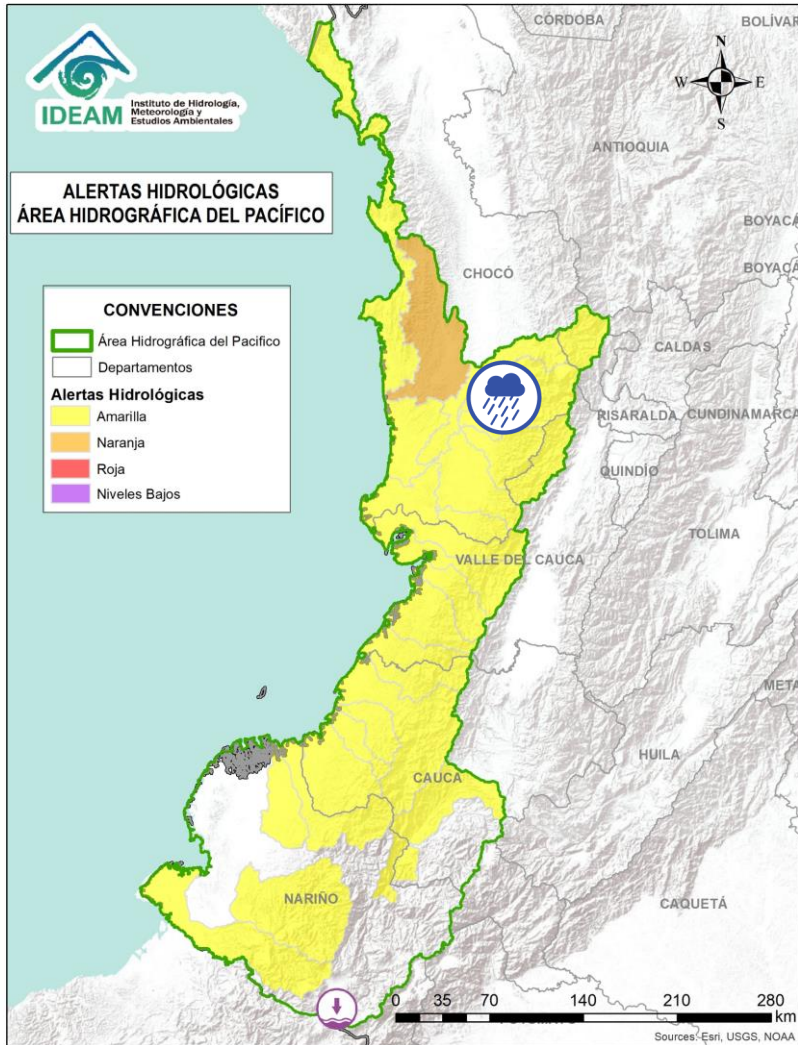 CÓRDOBA
BOLÍVAR
N
W
E
S
IDEAM
Instituto de Hidrología,
Meteorología y
Estudios Ambientales
ANTIOQUIA
ALERTAS HIDROLÓGICAS
ÁREA HIDROGRÁFICA DEL PACÍFICO
BOYACÁ
CHOCÓ
BOYACÁ
CONVENCIONES
Área Hidrográfica del Pacifico
Departamentos
Alertas Hidrológicas
Amarilla
Naranja
Roja
Niveles Bajos
CALDAS
RISARALDA
CUNDINAMARCA
QUINDÍO
TOLIMA
VALLE DEL CAUCA
META
HUILA
CAUCA
NARIÑO
CAQUETÁ
0 35 70 140 210 280
km
Sources: Esri, USGS, NOAA